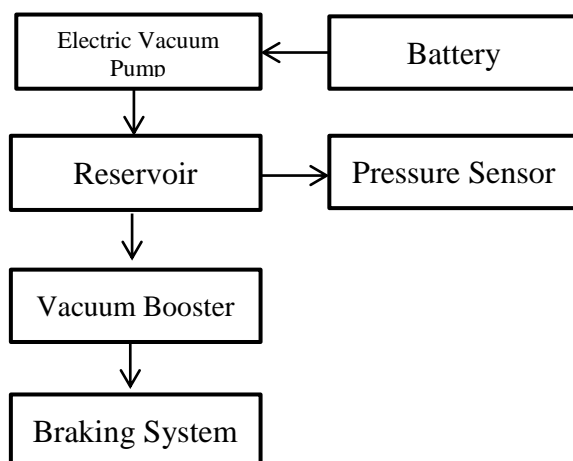 Electric Vacuum
Pump
Battery
Reservoir
Pressure Sensor
Vacuum Booster
Braking System